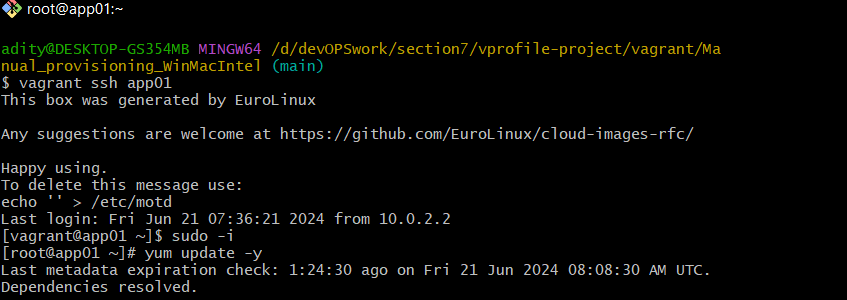 root@app01:~
adity@DESKTOP-GS354MB MINGW64 /d/devOPSwork/section7/vprofile-project/vagrant/Ma
nual_provisioning_WinMacIntel (main)
$ vagrant ssh app01
This box was generated by EuroLinux
Any suggestions are welcome at https://github.com/EuroLinux/cloud-images-rfc/
Happy using.
To delete this message use:
echo '' > /etc/motd
Last login: Fri Jun 21 07:36:21 2024 from 10.0.2.2
[vagrant@app01 ~]$ sudo -i
[root@app01 ~]# yum update -y
Last metadata expiration check: 1:24:30 ago on Fri 21 Jun 2024 08:08:30 AM UTC.
Dependencies resolved.